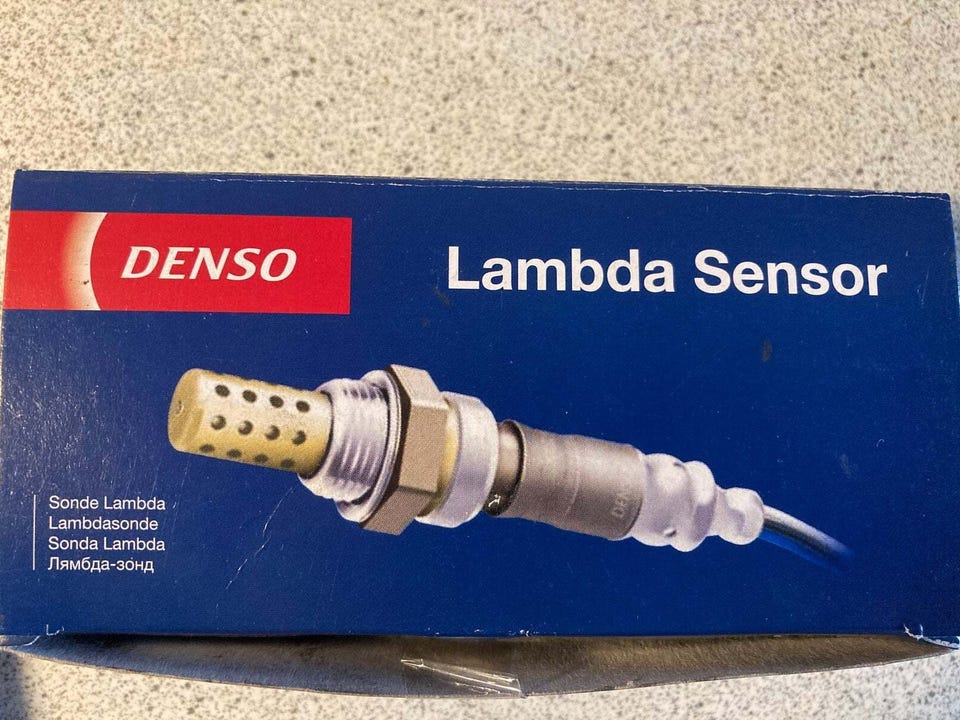 DENSO
Lambda Sensor
Sonde Lambda
Lambdasonde
Sonda Lambda
Лямбда-зонд